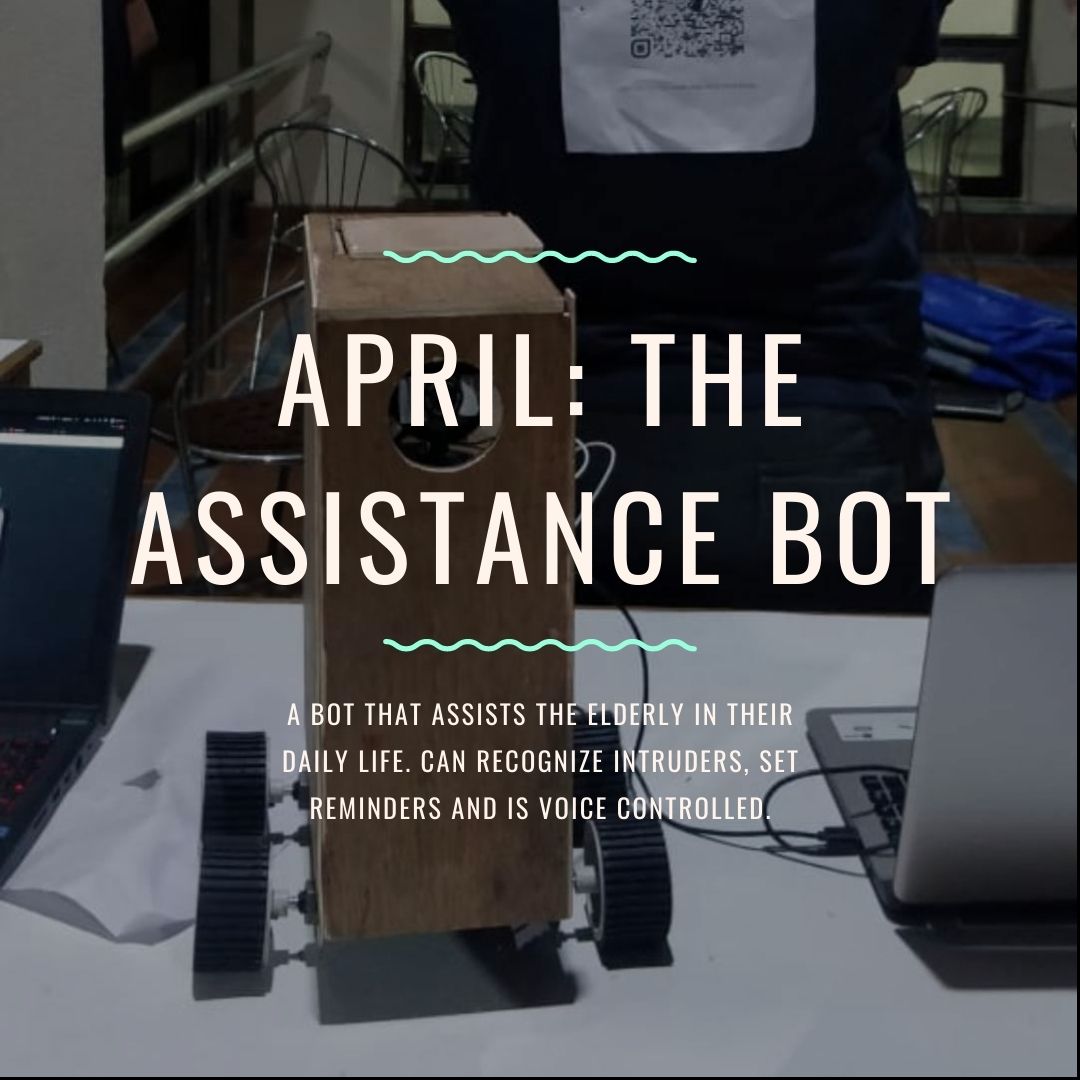 APRIL: THE
ASSISTANCE BOT
A BOT THAT ASSISTS THE ELDERLY IN THEIR
DAILY LIFE. CAN RECOGNIZE INTRUDERS, SET
REMINDERS AND IS VOICE CONTROLLED.